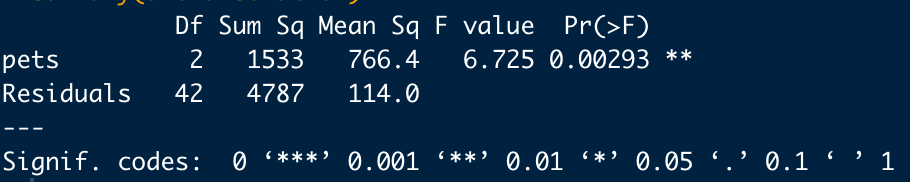 Df Sum Sq Mean Sq F value  Pr(>F)
pets         2   1533   766.4   6.725 0.00293 **
Residuals   42   4787   114.0
---
Signif. codes:  0 ‘***’ 0.001 ‘**’ 0.01 ‘*’ 0.05 ‘.’ 0.1 ‘ ’ 1